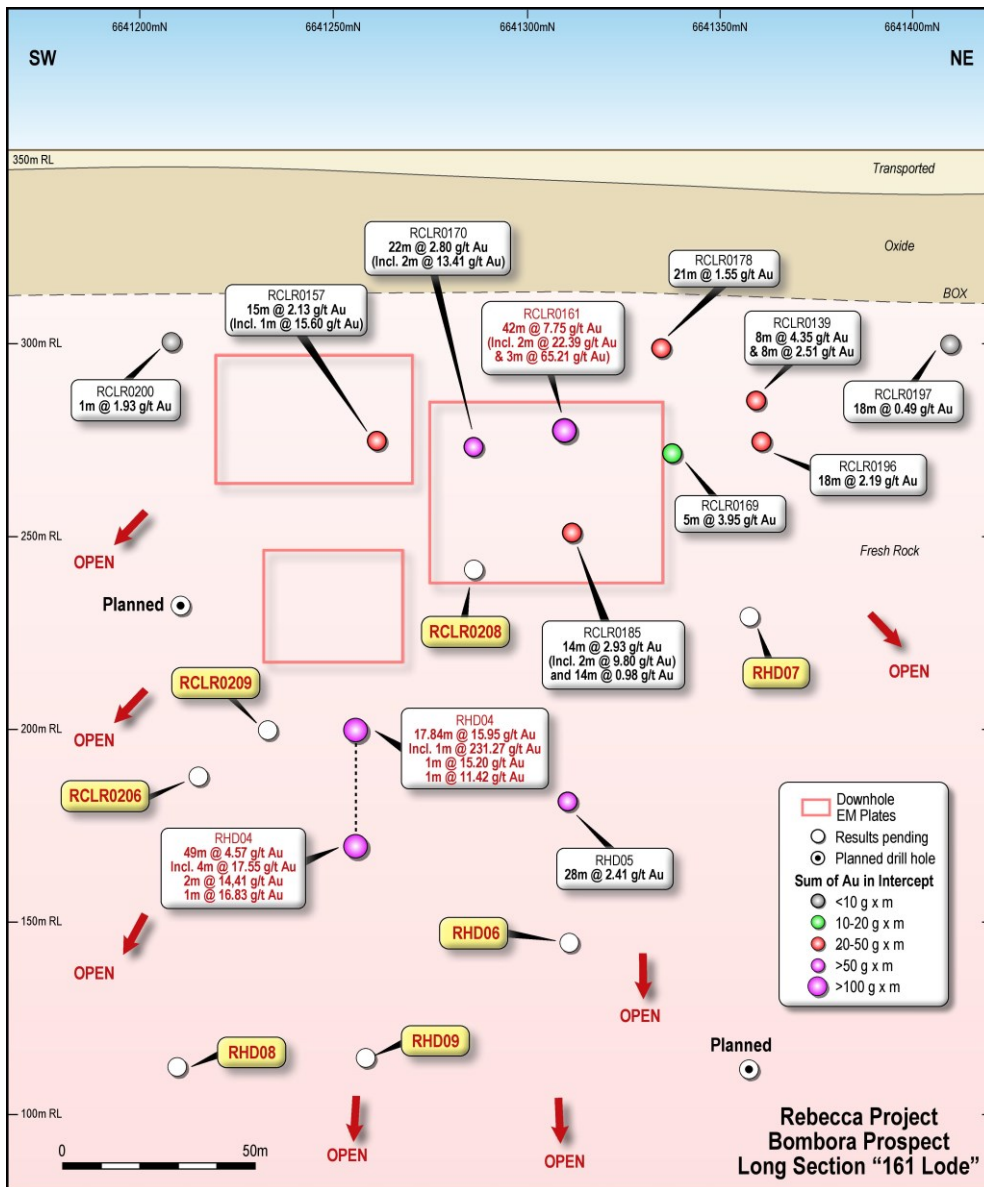 6641200mN
6641250mN
6641300mN
6641350mN
6641400mN
SW
NE
350m RL
Transported
Oxide
BOX
RCLR0170
22m @ 2.80 g/t Au
(Incl. 2m @ 13.41 g/t Au)
RCLR0178
21m @ 1.55 g/t Au
RCLR0157
15m @ 2.13 g/t Au
(Incl. 1m @ 15.60 g/t Au)
RCLR0161
42m @ 7.75 g/t Au
(Incl. 2m @ 22.39 g/t Au
& 3m @ 65.21 g/t Au)
RCLR0139
8m @ 4.35 g/t Au
& 8m @ 2.51 g/t Au
300m RL
RCLR0200
1m @ 1.93 g/t Au
RCLR0197
18m @ 0.49 g/t Au
RCLR0196
18m @ 2.19 g/t Au
RCLR0169
5m @ 3.95 g/t Au
250m RL
OPEN
Fresh Rock
Planned
RCLR0208
RCLR0185
14m @ 2.93 g/t Au
(Incl. 2m @ 9.80 g/t Au)
and 14m @ 0.98 g/t Au
RHD07
OPEN
RCLR0209
200m RL
OPEN
RHD04
17.84m @ 15.95 g/t Au
Incl. 1m @ 231.27 g/t Au
1m @ 15.20 g/t Au
1m @ 11.42 g/t Au
RCLR0206
RHD04
49m @ 4.57 g/t Au
Incl. 4m @ 17.55 g/t Au
2m @ 14,41 g/t Au
1m @ 16.83 g/t Au
RHD05
28m @ 2.41 g/t Au
Downhole
EM Plates
Results pending
Planned drill hole
Sum of Au in Intercept
<10 g x m
10-20 g x m
20-50 g x m
>50 g x m
>100 g x m
150m RL
RHD06
OPEN
OPEN
RHD08
RHD09
Planned
100m RL
OPEN
OPEN
0
50m
Rebecca Project
Bombora Prospect
Long Section “161 Lode”